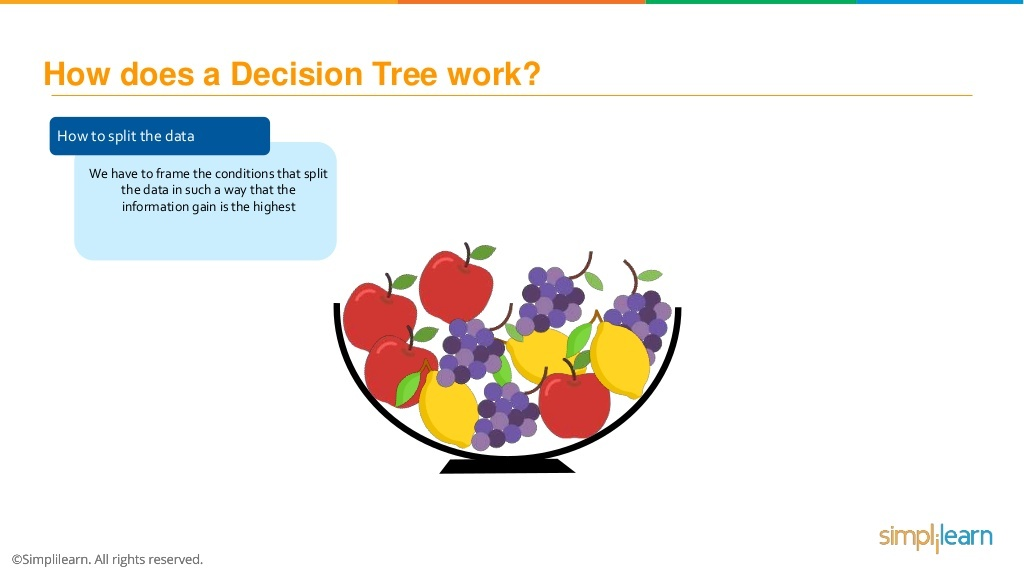 How does a Decision Tree work?
How to split the data
We have to frame the conditions that split
the data in such a way that the
information gain is the highest
simplilearn
©Simplilearn. All rights reserved.